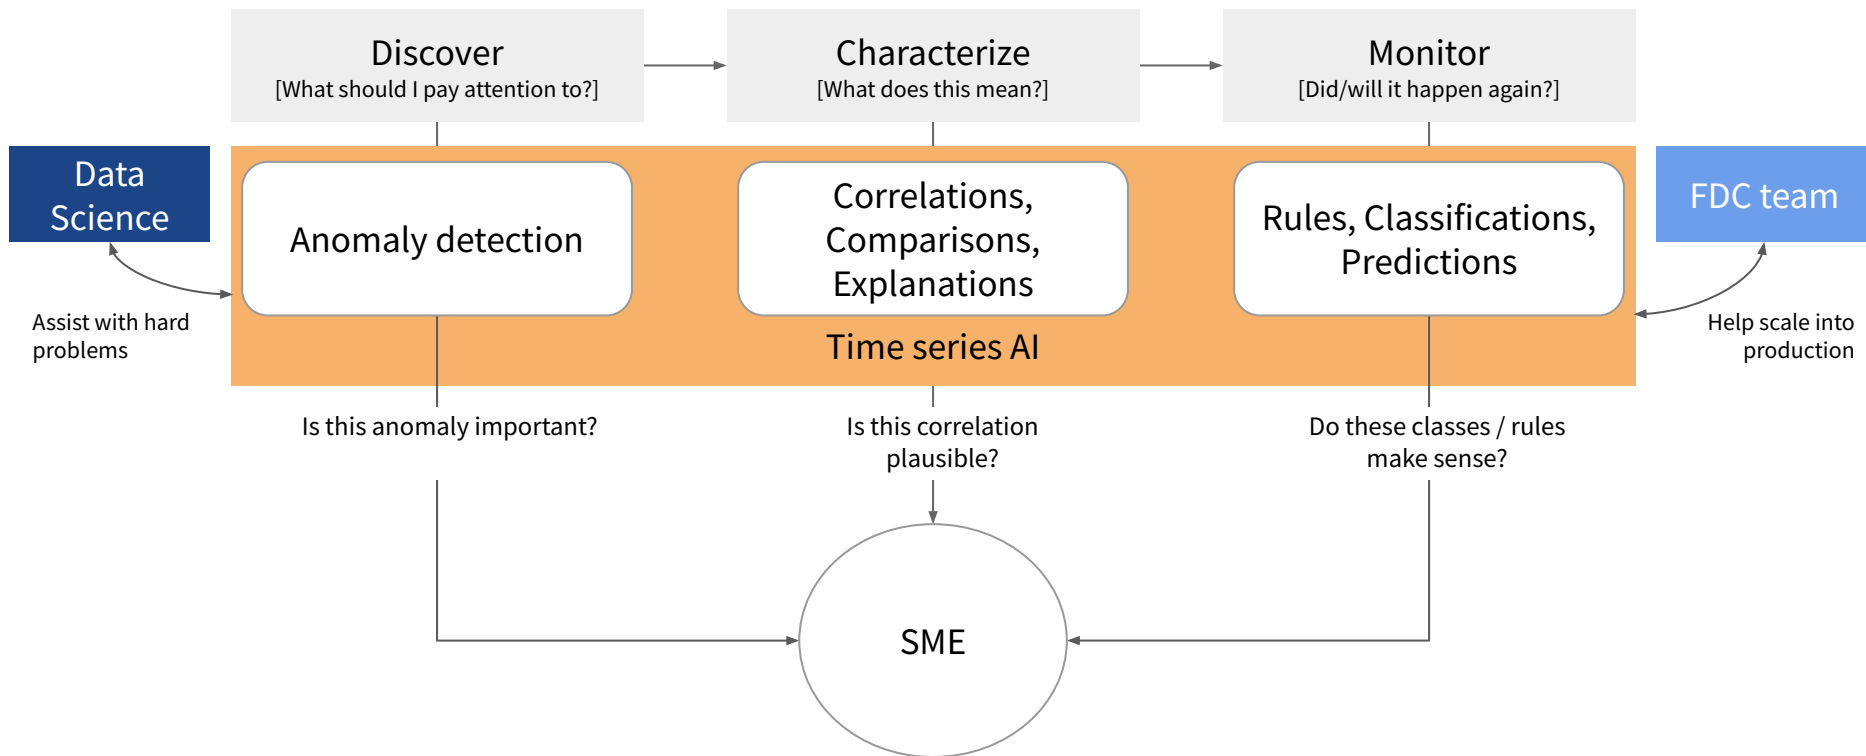 Discover
[What should I pay attention to?]
Characterize
[What does this mean?]
Monitor
[Did/will it happen again?]
Data
Science
Anomaly detection
Correlations,
Comparisons,
Explanations
Rules, Classifications,
Predictions
FDC team
Assist with hard
problems
Time series AI
Help scale into
production
Is this anomaly important?
Is this correlation
plausible?
Do these classes / rules
make sense?
SME